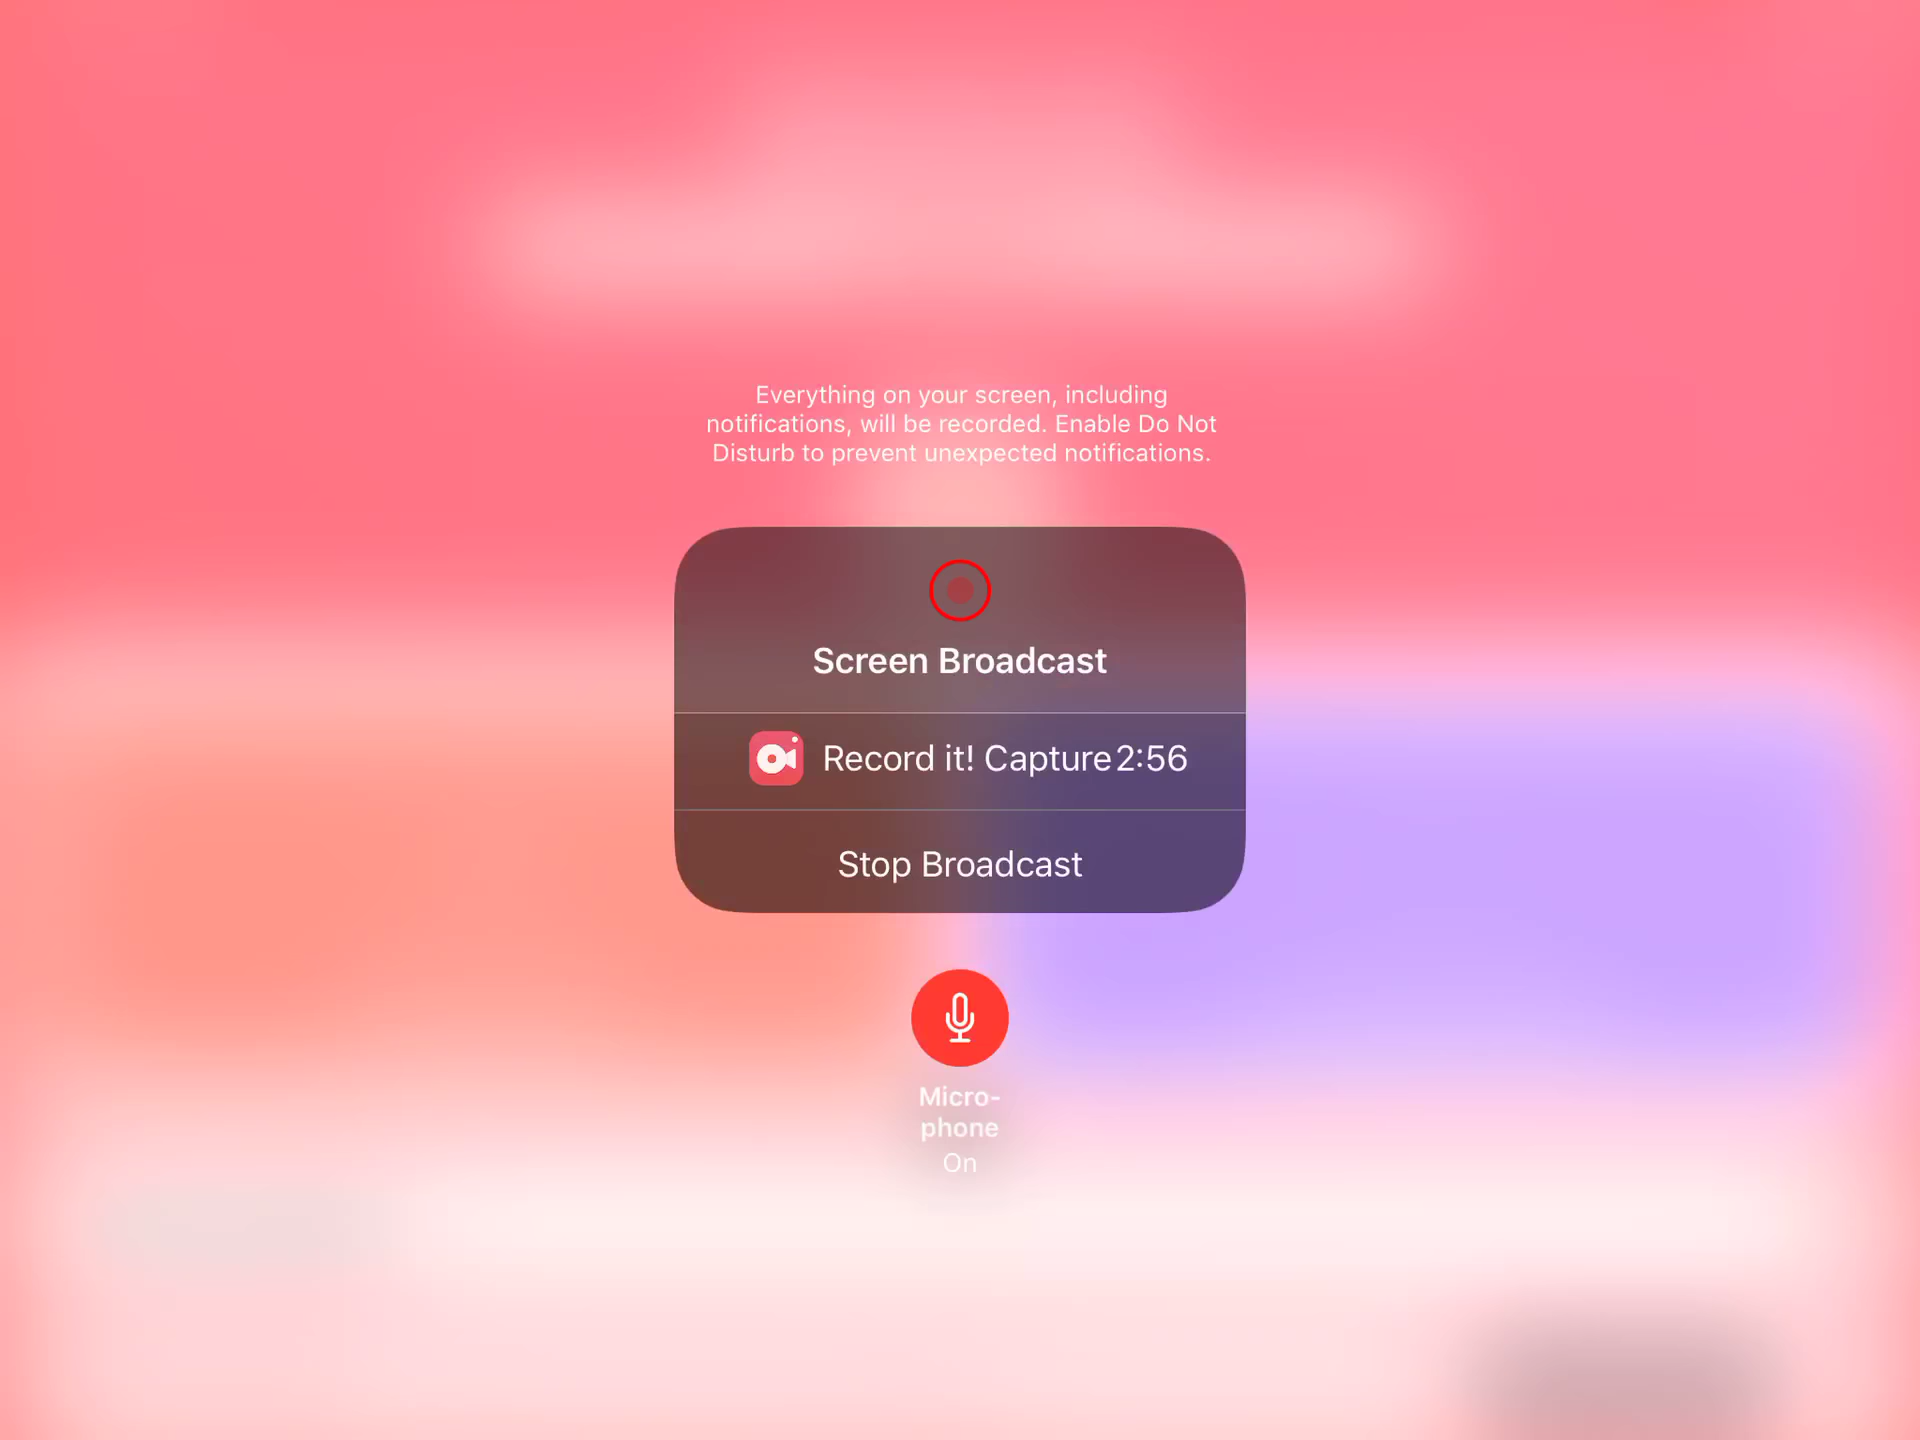 Everything on your screen, including
notifications, will be recorded. Enable Do Not
Disturb to prevent unexpected notifications.
Screen Broadcast
Record it! Capture 2:56
Stop Broadcast
Micro-
phone
On